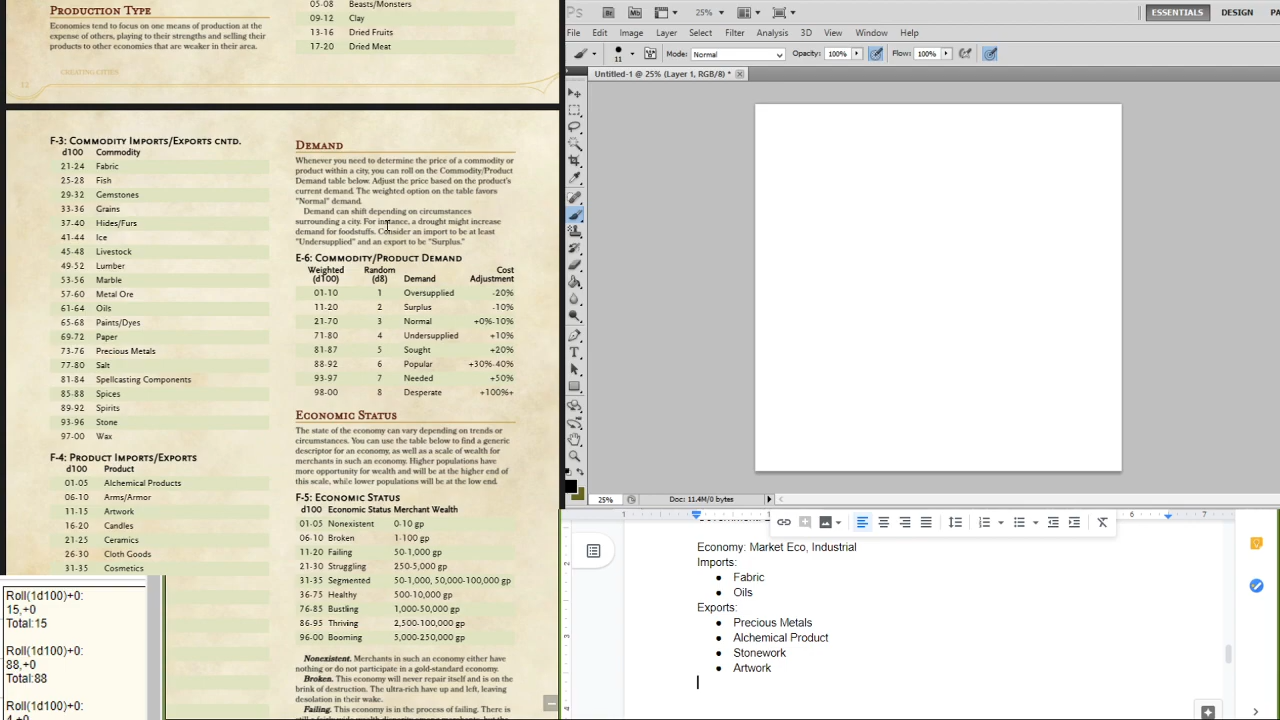 PRODUCTION TYPE
Economies tend to focus on one means of production at the
expense of others, playing to their strengths and selling their
products to other economies that are weaker in their area.
05-08 Beasts/Monsters
09-12 Clay
13-16 Dried Fruits
17-20 Dried Meat
12
CREATING CITIES
F-3: COMMODITY IMPORTS/EXPORTS CNTD.
d100 Commodity
21-24 Fabric
25-28 Fish
29-32 Gemstones
33-36 Grains
37-40 Hides/Furs
41-44 Ice
45-48 Livestock
49-52 Lumber
53-56 Marble
57-60 Metal Ore
61-64 Oils
65-68 Paints/Dyes
69-72 Paper
73-76 Precious Metals
77-80 Salt
81-84 Spellcasting Components
85-88 Spices
89-92 Spirits
93-96 Stone
97-00 Wax
F-4: PRODUCT IMPORTS/EXPORTS
d100 Product
01-05 Alchemical Products
06-10 Arms/Armor
11-15 Artwork
16-20 Candles
21-25 Ceramics
26-30 Cloth Goods
31-35 Cosmetics
DEMAND
Whenever you need to determine the price of a commodity or
product within a city, you can roll on the Commodity/Product
Demand table below. Adjust the price based on the product's
current demand. The weighted option on the table favors
"Normal" demand.
Demand can shift depending on circumstances
surrounding a city. For instance, a drought might increase
demand for foodstuffs. Consider an import to be at least
"Undersupplied" and an export to be "Surplus."
E-6: COMMODITY/PRODUCT DEMAND
Weighted Random Cost
(d100) (d8) Demand Adjustment
01-10 1 Oversupplied -20%
11-20 2 Surplus -10%
21-70 3 Normal +0%-10%
71-80 4 Undersupplied +10%
81-87 5 Sought +20%
88-92 6 Popular +30%-40%
93-97 7 Needed +50%
98-00 8 Desperate +100%+
ECONOMIC STATUS
The state of the economy can vary depending on trends or
circumstances. You can use the table below to find a generic
descriptor for an economy, as well as a scale of wealth for
merchants in such an economy. Higher populations have
more opportunity for wealth and will be at the higher end of
this scale, while lower populations will be at the low end.
F-5: ECONOMIC STATUS
d100 Economic Status Merchant Wealth
01-05 Nonexistent 0-10 gp
06-10 Broken 1-100 gp
11-20 Failing 50-1,000 gp
21-30 Struggling 250-5,000 gp
31-35 Segmented 50-1,000, 50,000-100,000 gp
36-75 Healthy 500-10,000 gp
76-85 Bustling 1,000-50,000 gp
86-95 Thriving 2,500-100,000 gp
96-00 Booming 5,000-250,000 gp
Nonexistent. Merchants in such an economy either have
nothing or do not participate in a gold-standard economy.
Broken. This economy will never repair itself and is on the
brink of destruction. The ultra-rich have up and left, leaving
desolation in their wake.
Failing. This economy is in the process of failing. There is
Roll(1d100)+0:
15,+0
Total:15
Roll(1d100)+0:
88,+0
Total:88
Roll(1d100)+0:
Ps Br Mb 25% ESSENTIALS DESIGN
File Edit Image Layer Select Filter Analysis 3D View Window Help
11 Mode: Normal Opacity: 100% Flow: 100%
Untitled-1 @ 25% (Layer 1, RGB/8) *
25% Doc: 11.4M/0 bytes
1 6 7
Economy: Market Eco, Industrial
Imports:
● Fabric
● Oils
Exports:
● Precious Metals
● Alchemical Product
● Stonework
● Artwork